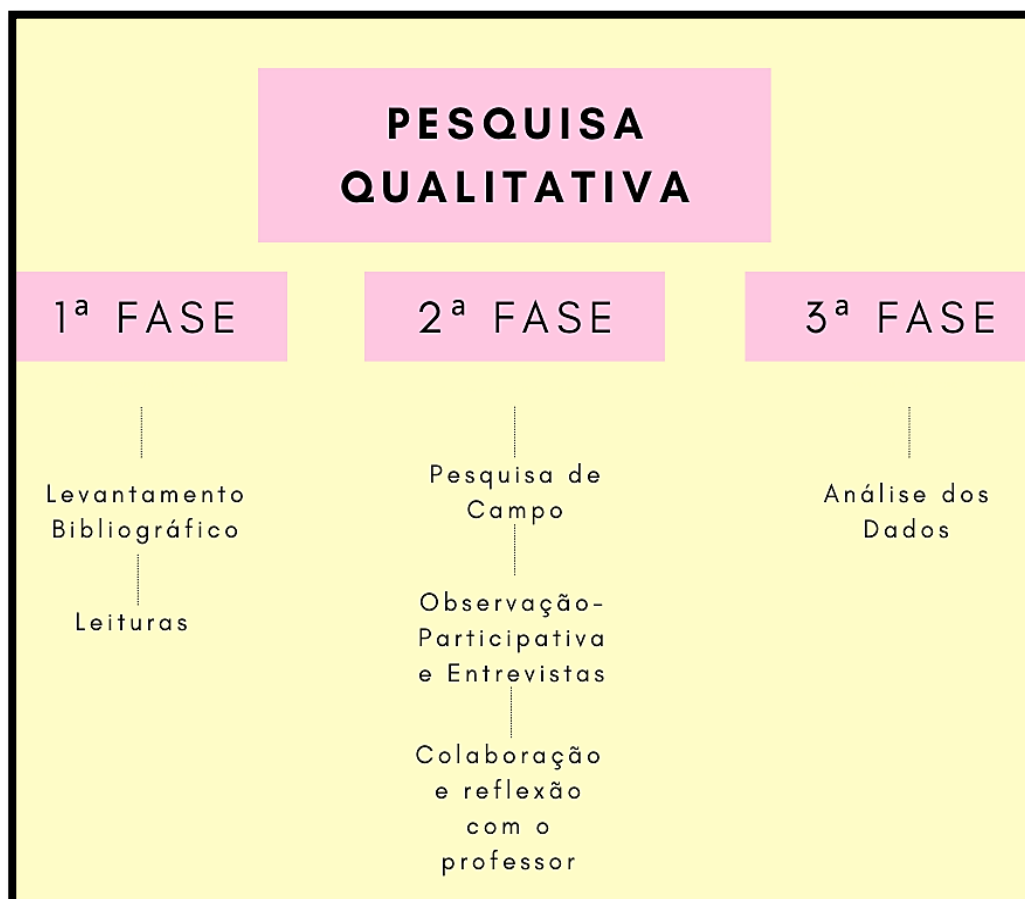 PESQUISA
QUALITATIVA
1ª FASE
Levantamento
Bibliográfico
Leituras
2ª FASE
Pesquisa de
Campo
Observação-
Participativa
e Entrevistas
Colaboração
e reflexão
com o
professor
3ª FASE
Análise dos
Dados